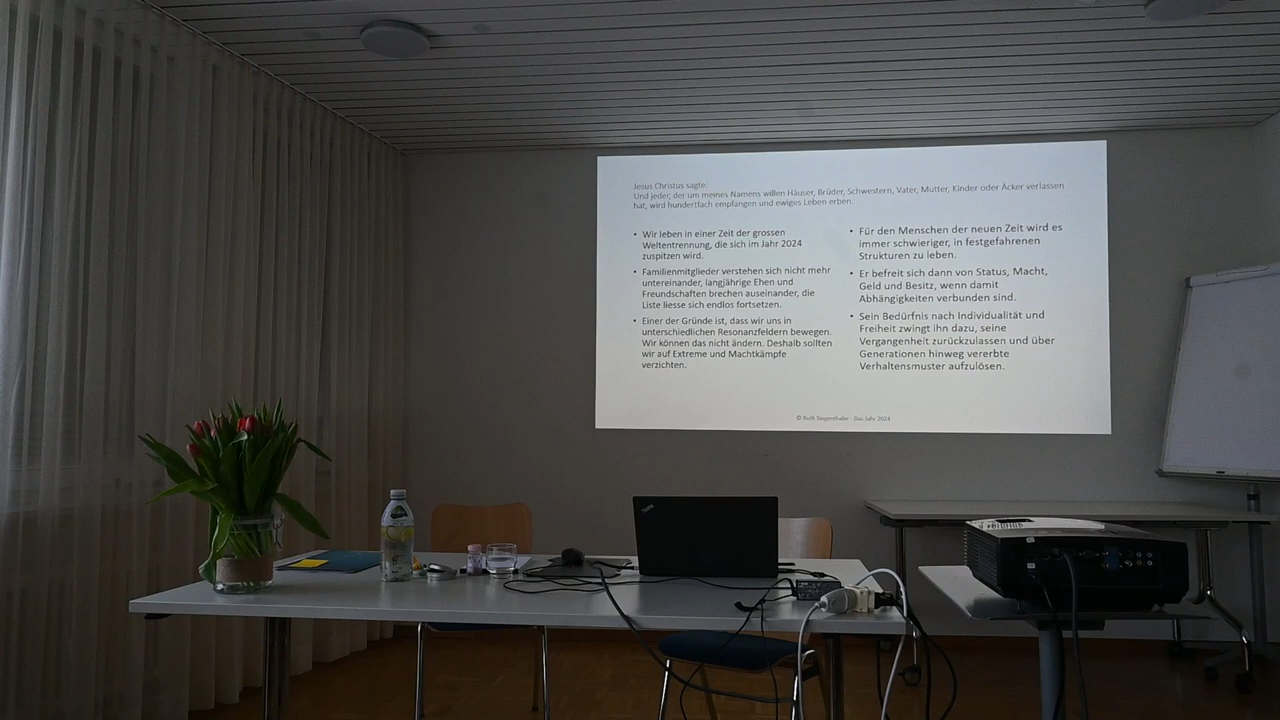 Jesus Christus sagte:
Und jeder, der um meines Namens willen Häuser, Brüder, Schwestern, Vater, Mutter, Kinder oder Äcker verlassen
hat, wird hundertfach empfangen und ewiges Leben erben.
• Wir leben in einer Zeit der grossen
Weltentrennung, die sich im Jahr 2024
zuspitzen wird.
• Familienmitglieder verstehen sich nicht mehr
untereinander, langjährige Ehen und
Freundschaften brechen auseinander, die
Liste liesse sich endlos fortsetzen.
• Einer der Gründe ist, dass wir uns in
unterschiedlichen Resonanzfeldern bewegen.
Wir können das nicht ändern. Deshalb sollten
wir auf Extreme und Machtkämpfe
verzichten.
• Für den Menschen der neuen Zeit wird es
immer schwieriger, in festgefahrenen
Strukturen zu leben.
• Er befreit sich dann von Status, Macht,
Geld und Besitz, wenn damit
Abhängigkeiten verbunden sind.
• Sein Bedürfnis nach Individualität und
Freiheit zwingt ihn dazu, seine
Vergangenheit zurückzulassen und über
Generationen hinweg vererbte
Verhaltensmuster aufzulösen.
© Ruth Siegenthaler - Das Jahr 2024